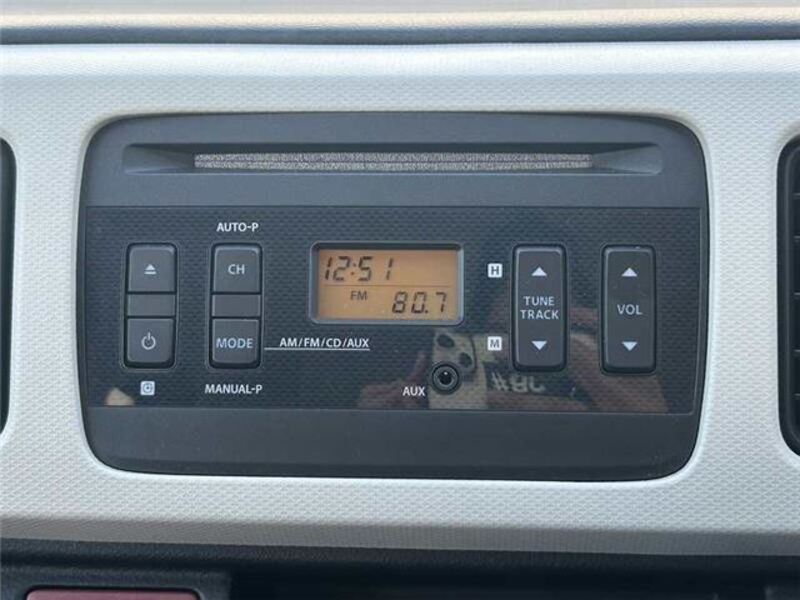 AUTO-P
CH
MODE
AM/FM/CD/AUX
MANUAL-P
12:51
FM 80.7
AUX
H
M
TUNE
TRACK
VOL